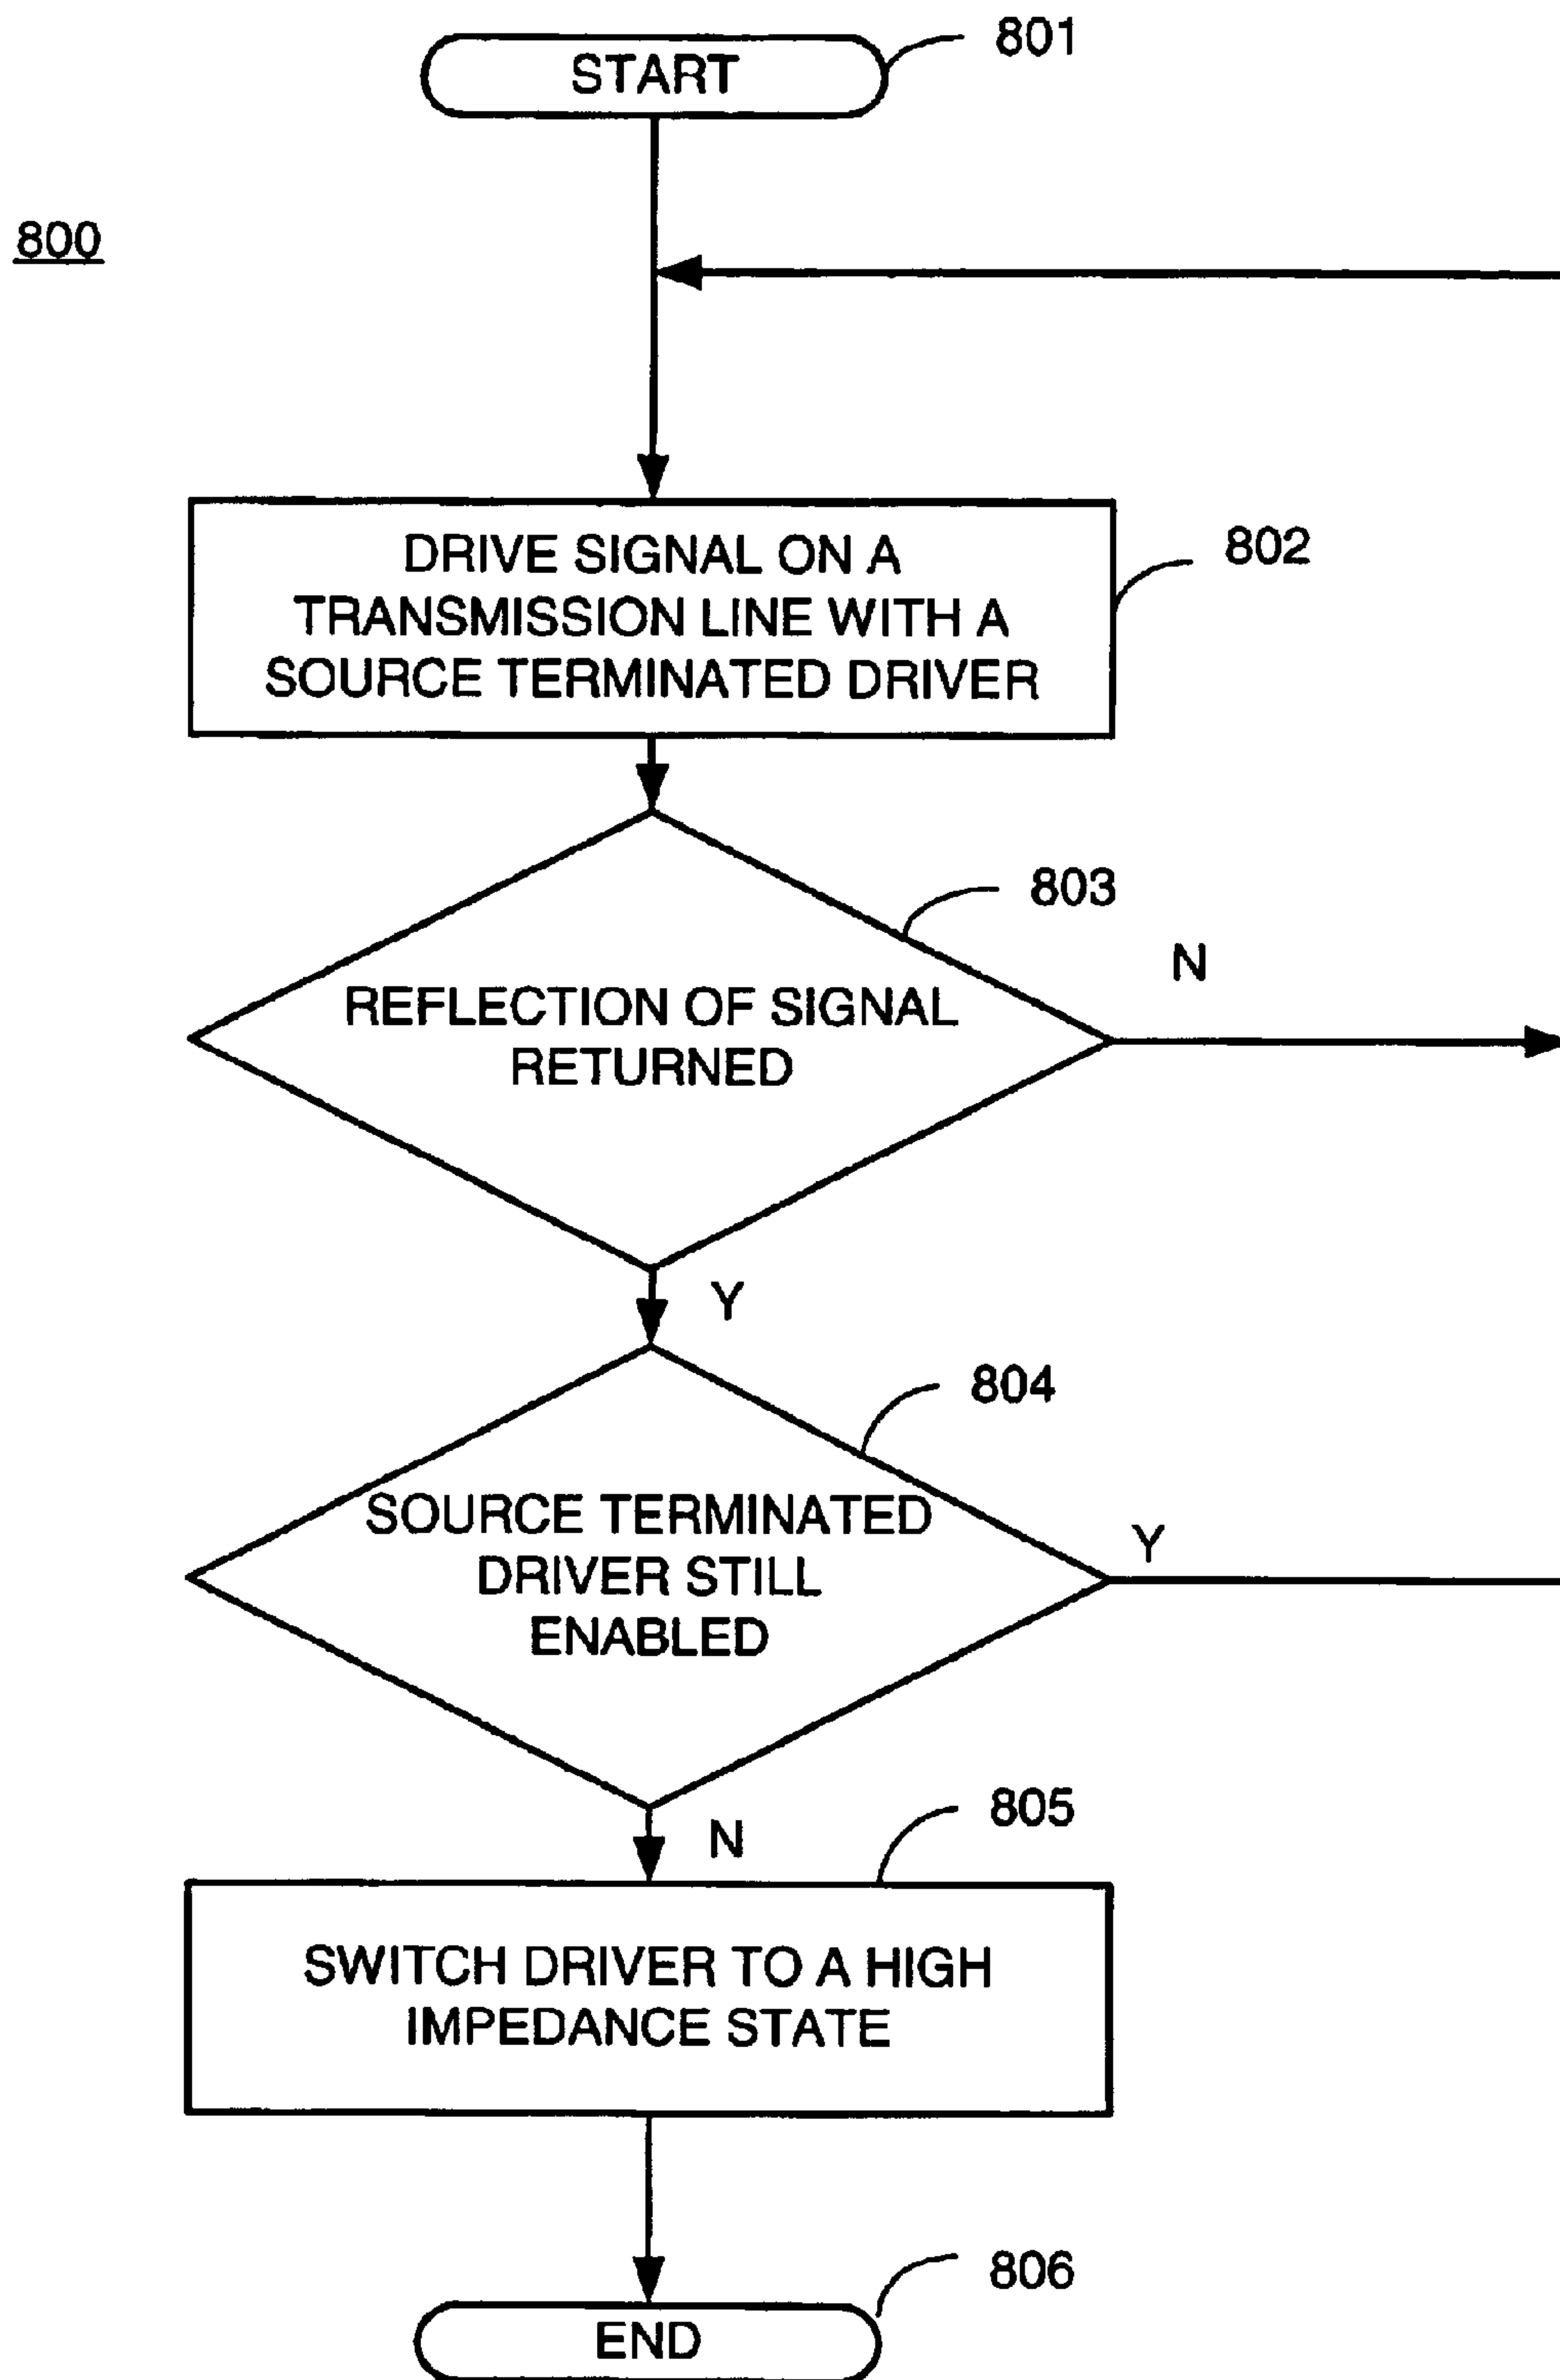 801
START
800
DRIVE SIGNAL ON A
TRANSMISSION LINE WITH A
SOURCE TERMINATED DRIVER
802
803
N
REFLECTION OF SIGNAL
RETURNED
Y
804
SOURCE TERMINATED
DRIVER STILL
ENABLED
Y
N
805
SWITCH DRIVER TO A HIGH
IMPEDANCE STATE
806
END